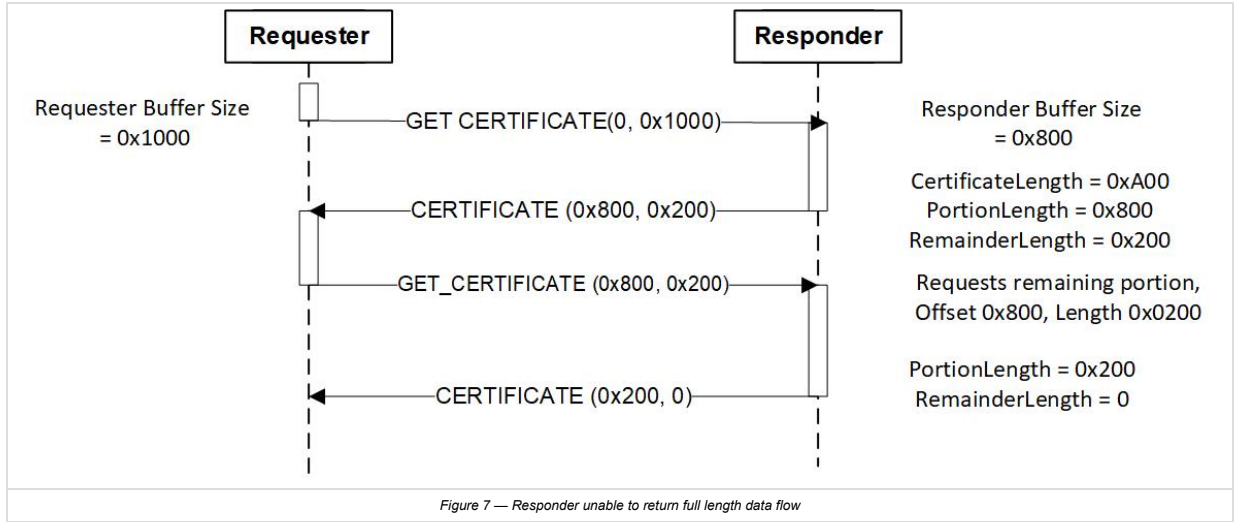 Requester
Responder
Requester Buffer Size
= 0x1000
GET CERTIFICATE(0, 0x1000)
Responder Buffer Size
= 0x800
CertificateLength = 0xA00
PortionLength = 0x800
RemainderLength = 0x200
CERTIFICATE (0x800, 0x200)
GET_CERTIFICATE (0x800, 0x200)
Requests remaining portion,
Offset 0x800, Length 0x0200
PortionLength = 0x200
RemainderLength = 0
CERTIFICATE (0x200, 0)
Figure 7 — Responder unable to return full length data flow